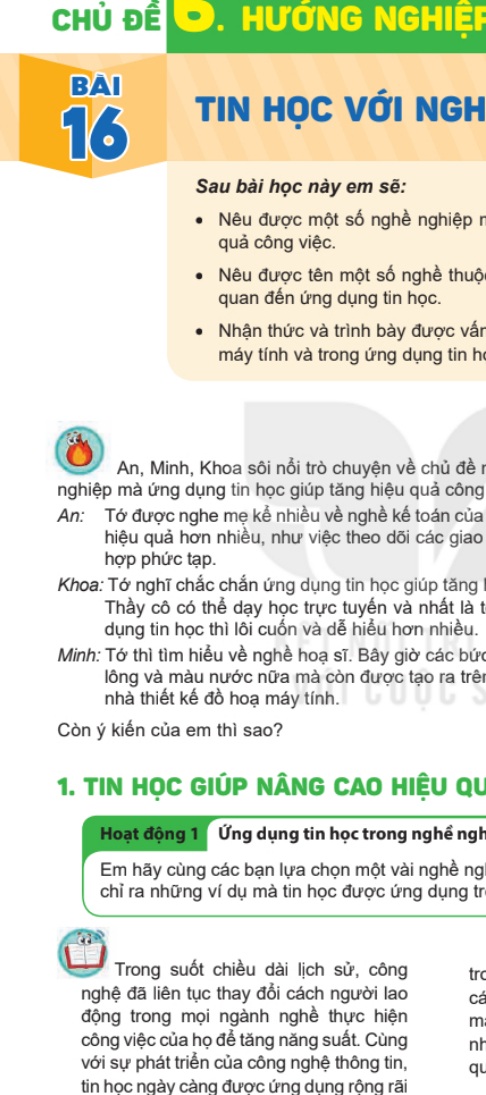 CHỦ ĐỀ 6. HƯỚNG NGHIỆP
BÀI
16
TIN HỌC VỚI NGH
Sau bài học này em sẽ:
• Nêu được một số nghề nghiệp
quả công việc.
• Nêu được tên một số nghề thuộc
quan đến ứng dụng tin học.
• Nhận thức và trình bày được vấn
máy tính và trong ứng dụng tin họ
An, Minh, Khoa sôi nổi trò chuyện về chủ đề
nghiệp mà ứng dụng tin học giúp tăng hiệu quả công
An: Tớ được nghe mẹ kể nhiều về nghề kế toán của
hiệu quả hơn nhiều, như việc theo dõi các giao
hợp phức tạp.
Khoa: Tớ nghĩ chắc chắn ứng dụng tin học giúp tăng
Thầy cô có thể dạy học trực tuyến và nhất là
dụng tin học thì lôi cuốn và dễ hiểu hơn nhiều.
Minh: Tớ thì tìm hiểu về nghề hoạ sĩ. Bây giờ các bức
lông và màu nước nữa mà còn được tạo ra trên
nhà thiết kế đồ hoạ máy tính.
Còn ý kiến của em thì sao?
1. TIN HỌC GIÚP NÂNG CAO HIỆU QU
Hoạt động 1 Ứng dụng tin học trong nghề ngh
Em hãy cùng các bạn lựa chọn một vài nghề ngh
chỉ ra những ví dụ mà tin học được ứng dụng tr
Trong suốt chiều dài lịch sử, công
nghệ đã liên tục thay đổi cách người lao
động trong mọi ngành nghề thực hiện
công việc của họ để tăng năng suất. Cùng
với sự phát triển của công nghệ thông tin,
tin học ngày càng được ứng dụng rộng rãi
tro
cá
nh
qu